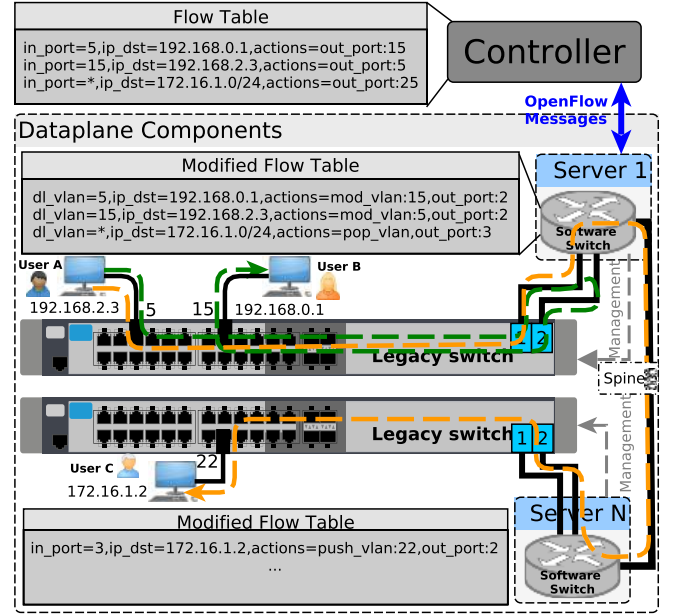 Flow Table
in_port=5,ip_dst=192.168.0.1,actions=out_port:15
in_port=15,ip_dst=192.168.2.3,actions=out_port:5
in_port=*,ip_dst=172.16.1.0/24,actions=out_port:25
Controller
OpenFlow
Messages
Dataplane Components
Modified Flow Table
dl_vlan=5,ip_dst=192.168.0.1,actions=mod_vlan:15,out_port:2
dl_vlan=15,ip_dst=192.168.2.3,actions=mod_vlan:5,out_port:2
dl_vlan=*,ip_dst=172.16.1.0/24,actions=pop_vlan,out_port:3
Server 1
Software
Switch
User A
192.168.2.3
5
15
User B
192.168.0.1
Management
1 2
Legacy switch
Spine
Legacy switch
1 2
Management
User C
22
172.16.1.2
Server N
Software
Switch
Modified Flow Table
in_port=3,ip_dst=172.16.1.2,actions=push_vlan:22,out_port:2
...